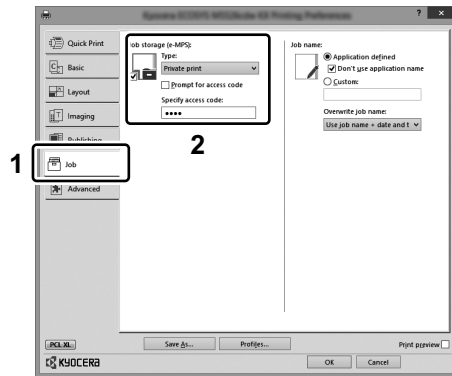 ? ×
Quick Print
Basic
Layout
Imaging
Publishing
1
Job
Advanced
Job storage (e-MPS):
Type:
Private print
Prompt for access code
Specify access code:
••••
2
Job name:
Application defined
Don't use application name
Custom:
Overwrite job name:
Use job name + date and t
PCL XL
Save As...
Profiles...
Print preview
KYOCERA
OK
Cancel